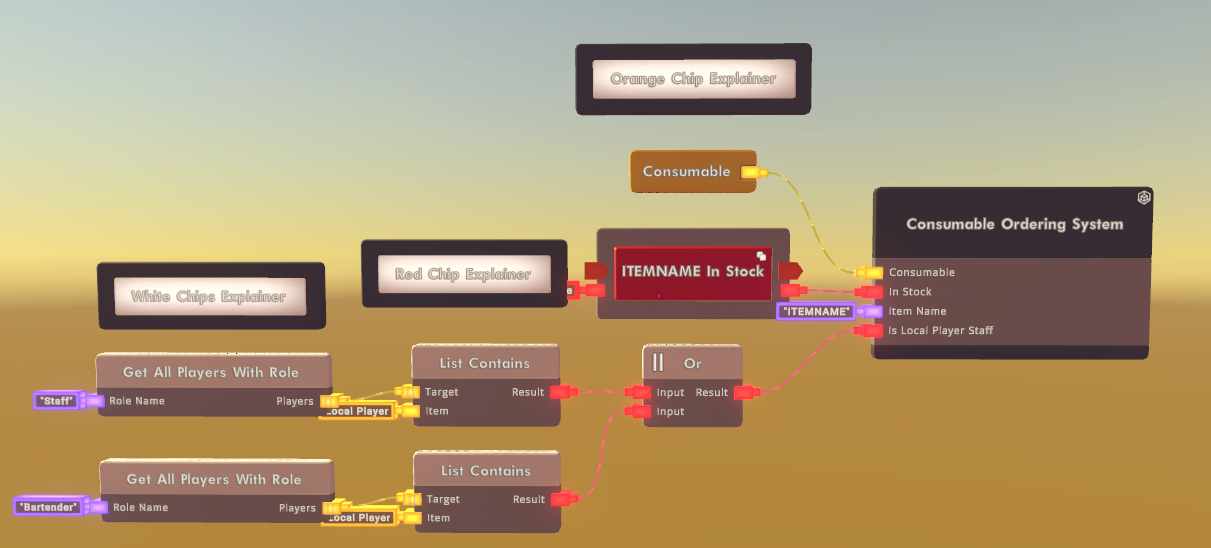 Orange Chip Explainer
Consumable
Consumable Ordering System
Consumable
In Stock
Item Name
Is Local Player Staff
ITEMNAME In Stock
"ITEMNAME"
Red Chip Explainer
White Chips Explainer
Get All Players With Role
"Staff"
Role Name
Players
Local Player
List Contains
Target
Result
Item
Or
Input
Result
Input
Get All Players With Role
"Bartender"
Role Name
Players
Local Player
List Contains
Target
Result
Item